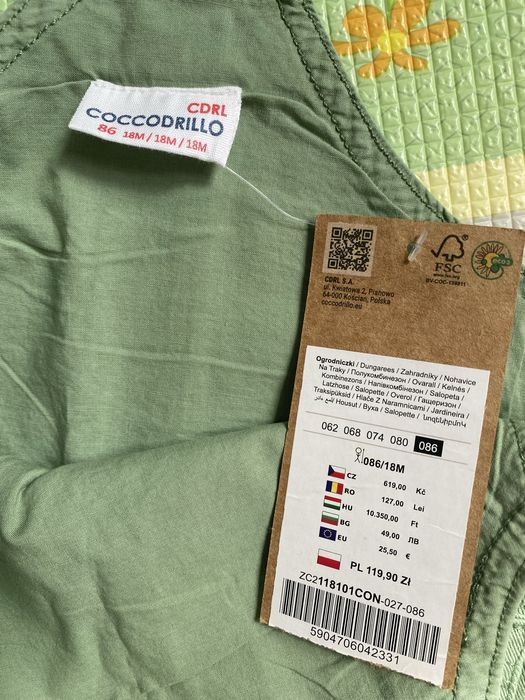 CDRL
COCCODRILLO
86 18M / 18M / 18M
FSC
www.fsc.org
eco3
CDRL S.A.
ul. Kwiatowa 2, Pianowo
64-000 Kościan, Polska
coccodrillo.eu
Ogrodniczki / Dungarees / Zahradníky / Nohavice
Na Traky / Полукомбинезон / Ovarall / Kelnės /
Kombinezons / Напівкомбінезон / Salopeta /
Latzhose / Salopette / Overol / Гащеризон /
Traksipüksid / Hlače Z Naramnicami / Jardineira /
Housut / Byxa / Salopette /
062 068 074 080 086
086/18M
CZ 619,00 Kč
RO 127,00 Lei
HU 10.350,00 Ft
BG 49,00 ЛВ
EU 25,50 €
PL 119,90 Zł
ZC2118101CON-027-086
5904706042331